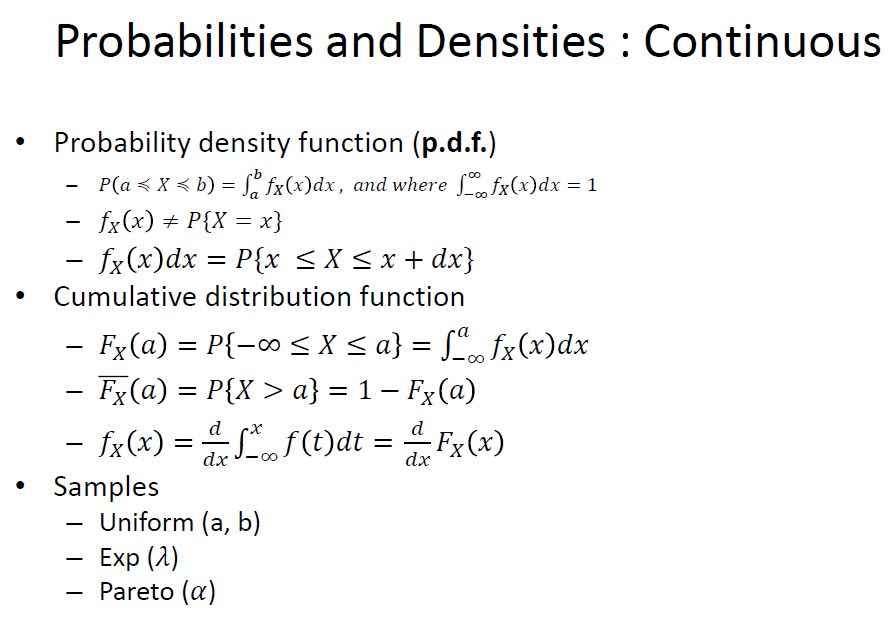 Probabilities and Densities : Continuous
• Probability density function (p.d.f.)
– P(a ≼ X ≼ b) = ∫_a^b f_X(x)dx , and where ∫_{−∞}^∞ f_X(x)dx = 1
– f_X(x) ≠ P{X = x}
– f_X(x)dx = P{x ≤ X ≤ x + dx}
• Cumulative distribution function
– F_X(a) = P{−∞ ≤ X ≤ a} = ∫_{−∞}^a f_X(x)dx
– \overline{F_X}(a) = P{X > a} = 1 − F_X(a)
– f_X(x) = \frac{d}{dx} ∫_{−∞}^x f(t)dt = \frac{d}{dx} F_X(x)
• Samples
– Uniform (a, b)
– Exp (λ)
– Pareto (α)